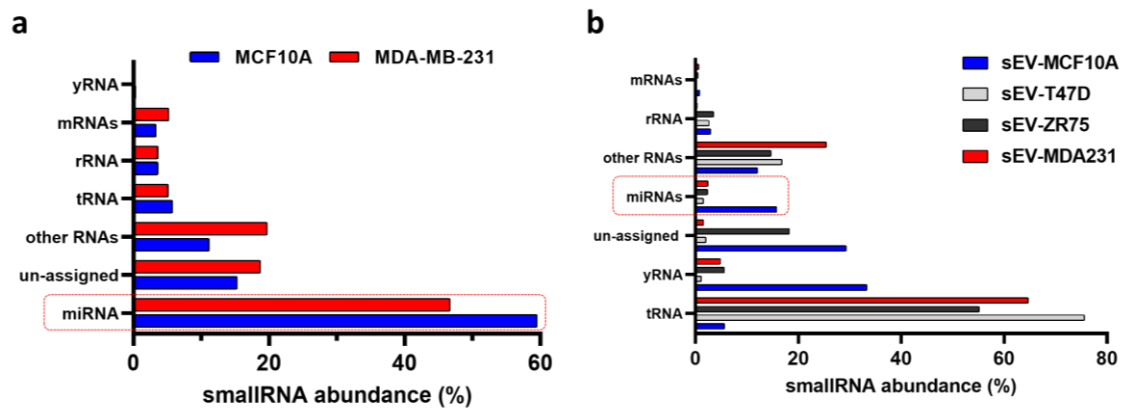 a
MCF10A MDA-MB-231
yRNA
mRNAs
rRNA
tRNA
other RNAs
un-assigned
miRNA
0 20 40 60
smallRNA abundance (%)
b
sEV-MCF10A
sEV-T47D
sEV-ZR75
sEV-MDA231
mRNAs
rRNA
other RNAs
miRNAs
un-assigned
yRNA
tRNA
0 20 40 60 80
smallRNA abundance (%)